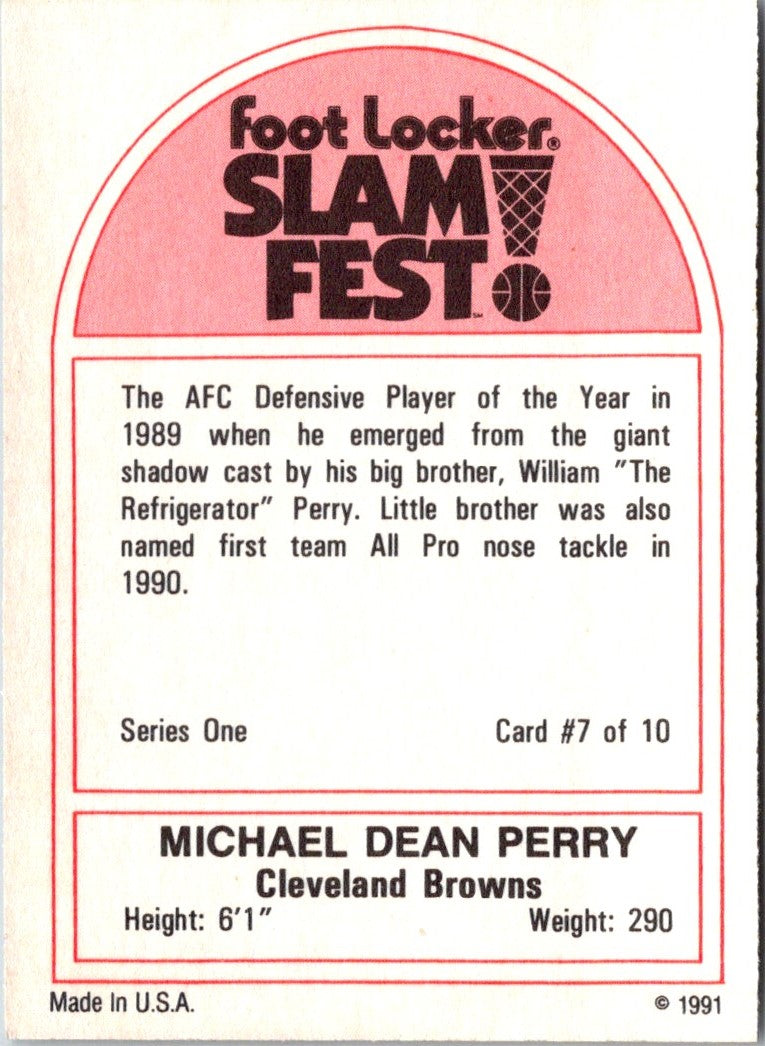 foot Locker®
SLAM
FEST℠
The AFC Defensive Player of the Year in
1989 when he emerged from the giant
shadow cast by his big brother, William "The
Refrigerator" Perry. Little brother was also
named first team All Pro nose tackle in
1990.
Series One Card #7 of 10
MICHAEL DEAN PERRY
Cleveland Browns
Height: 6'1" Weight: 290
Made In U.S.A. © 1991